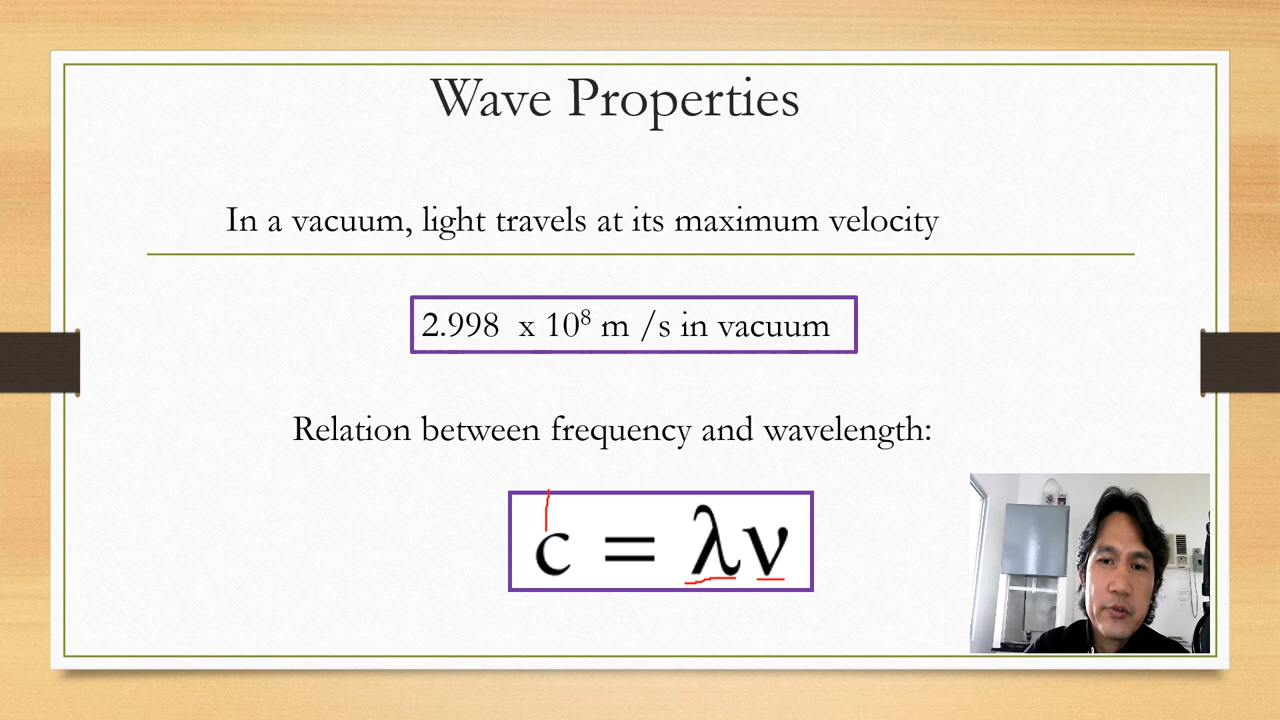 Wave Properties
In a vacuum, light travels at its maximum velocity
2.998 x 10⁸ m /s in vacuum
Relation between frequency and wavelength:
c = λν